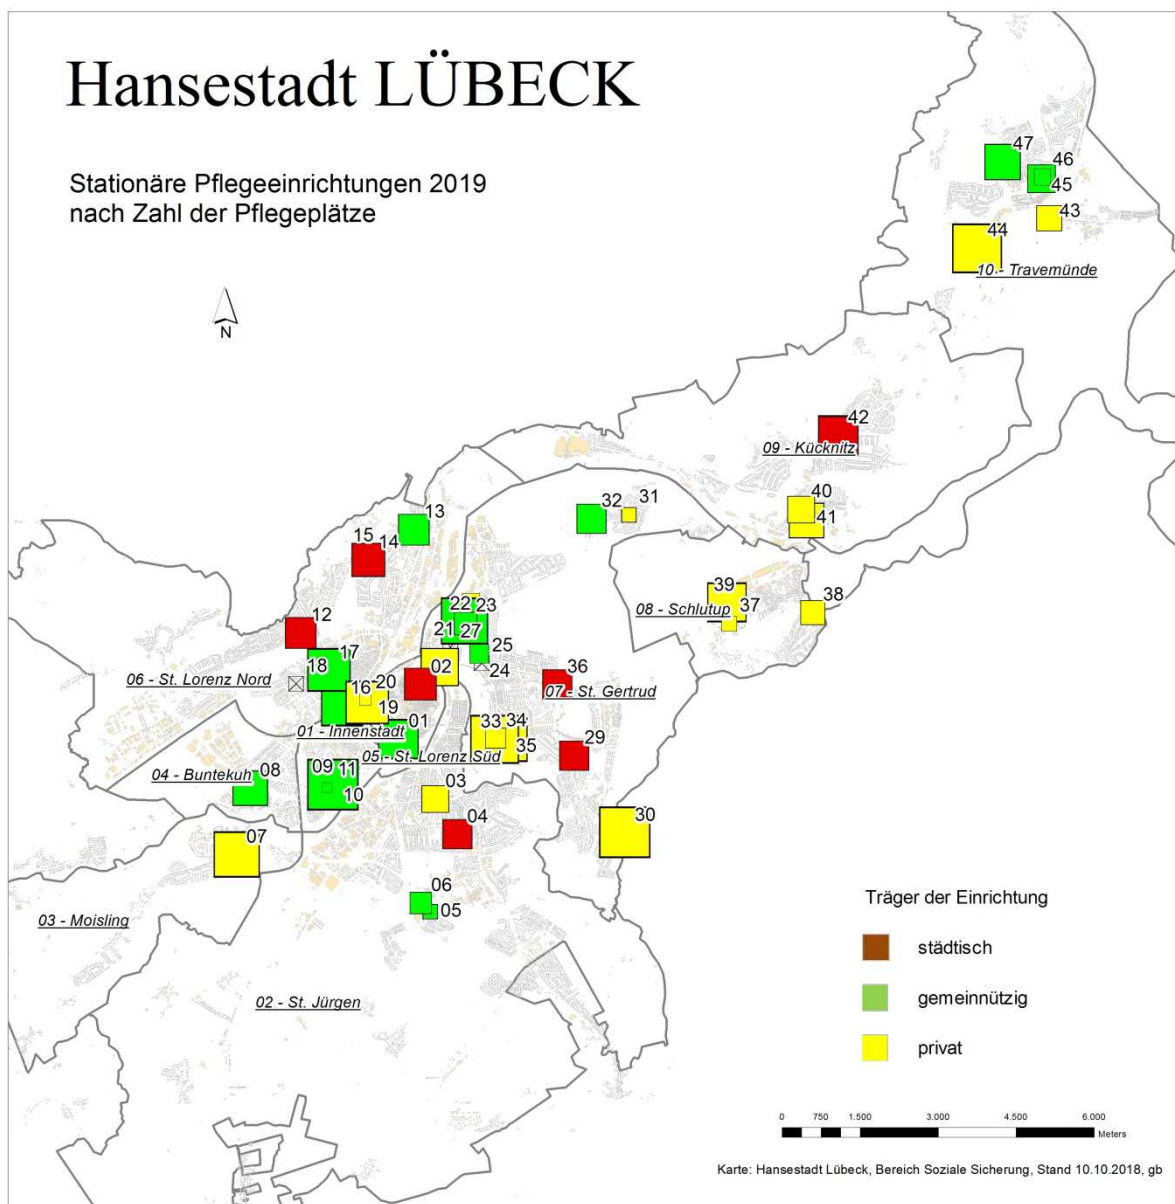 Hansestadt LÜBECK
Stationäre Pflegeeinrichtungen 2019
nach Zahl der Pflegeplätze
N
47
46
45
43
44
10 - Travemünde
42
09 - Kücknitz
40
41
32
31
13
15
14
39
37
38
08 - Schlutup
12
22
23
21
27
25
24
17
18
06 - St. Lorenz Nord
02
36
07 - St. Gertrud
16
20
19
01
01 - Innenstadt
05 - St. Lorenz Süd
33
34
35
29
04 - Buntekuh
08
09
11
10
03
04
30
07
06
05
03 - Moisling
02 - St. Jürgen
Träger der Einrichtung
städtisch
gemeinnützig
privat
0
750
1.500
3.000
4.500
6.000
Meters
Karte: Hansestadt Lübeck, Bereich Soziale Sicherung, Stand 10.10.2018, gb